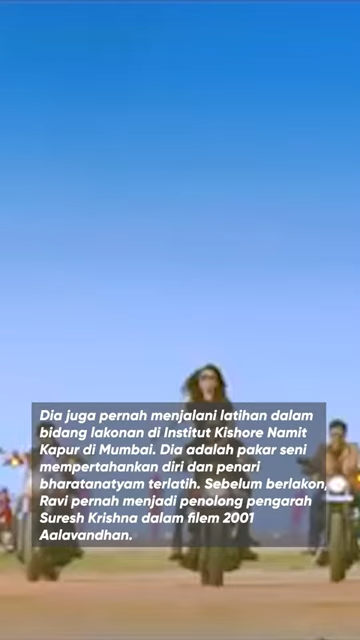 Dia juga pernah menjalani latihan dalam
bidang lakonan di Institut Kishore Namit
Kapur di Mumbai. Dia adalah pakar seni
mempertahankan diri dan penari
bharatanatyam terlatih. Sebelum berlakon,
Ravi pernah menjadi penolong pengarah
Suresh Krishna dalam filem 2001
Aalavandhan.